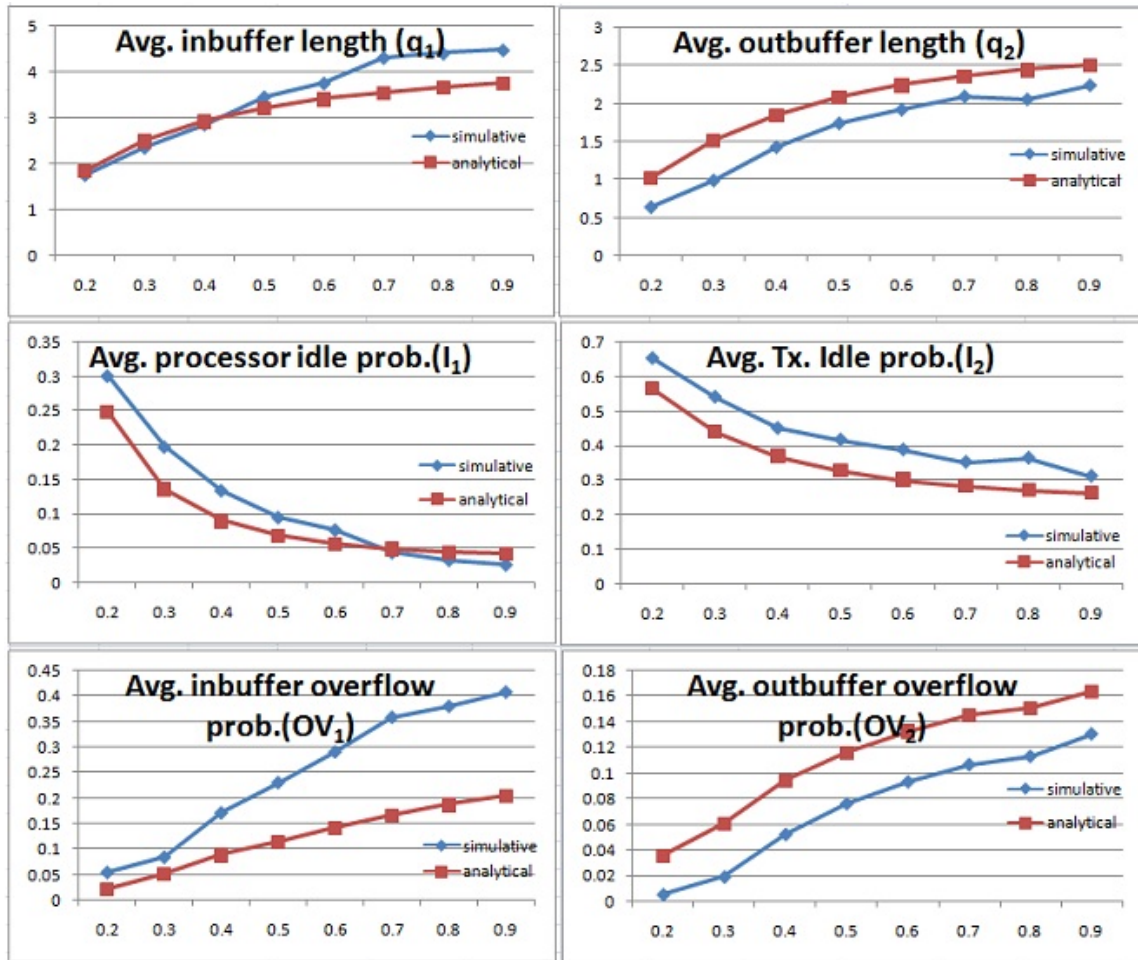 Avg. inbuffer length (q₁)
5
4
3
2
1
0
simulative
analytical
0.2 0.3 0.4 0.5 0.6 0.7 0.8 0.9
Avg. outbuffer length (q₂)
3
2.5
2
1.5
1
0.5
0
simulative
analytical
0.2 0.3 0.4 0.5 0.6 0.7 0.8 0.9
Avg. processor idle prob.(I₁)
0.35
0.3
0.25
0.2
0.15
0.1
0.05
0
simulative
analytical
0.2 0.3 0.4 0.5 0.6 0.7 0.8 0.9
Avg. Tx. Idle prob.(I₂)
0.7
0.6
0.5
0.4
0.3
0.2
0.1
0
simulative
analytical
0.2 0.3 0.4 0.5 0.6 0.7 0.8 0.9
Avg. inbuffer overflow
prob.(OV₁)
0.45
0.4
0.35
0.3
0.25
0.2
0.15
0.1
0.05
0
simulative
analytical
0.2 0.3 0.4 0.5 0.6 0.7 0.8 0.9
Avg. outbuffer overflow
prob.(OV₂)
0.18
0.16
0.14
0.12
0.1
0.08
0.06
0.04
0.02
0
simulative
analytical
0.2 0.3 0.4 0.5 0.6 0.7 0.8 0.9